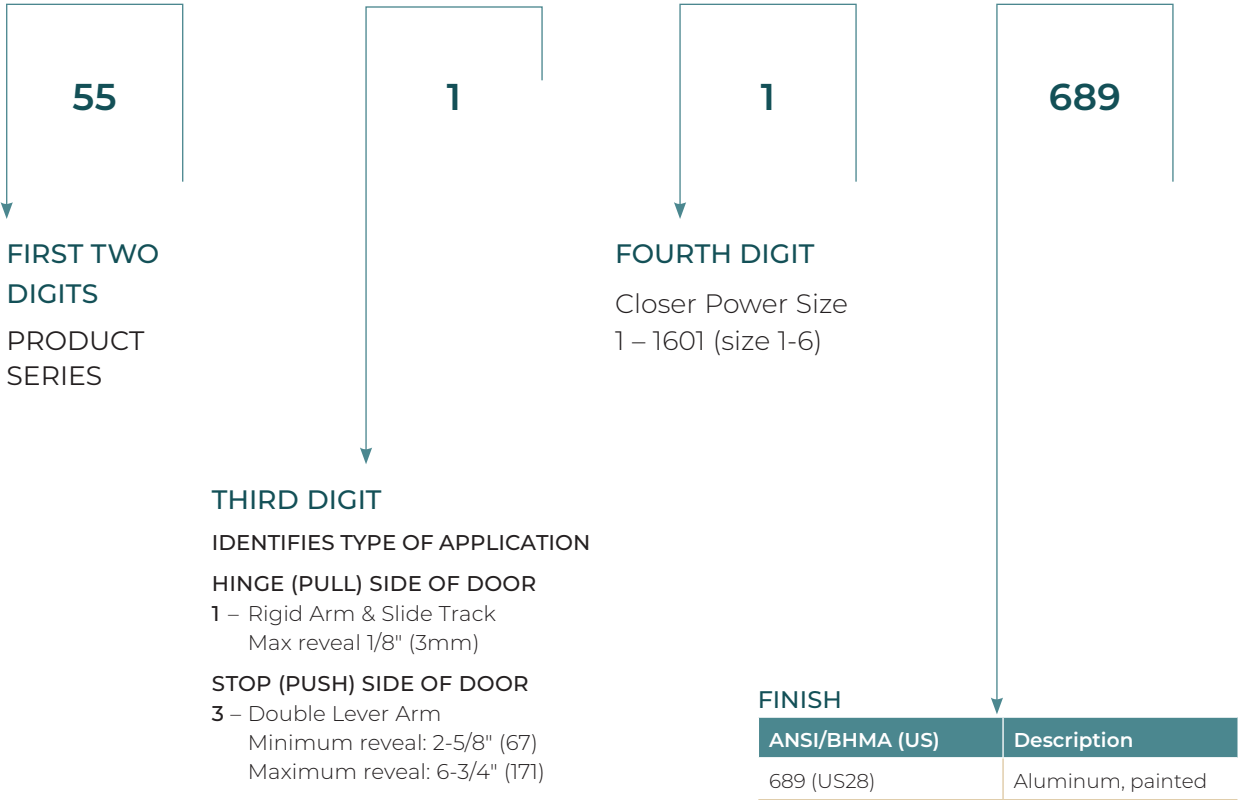 55
1
1
689
FIRST TWO
DIGITS
PRODUCT
SERIES
FOURTH DIGIT
Closer Power Size
1 – 1601 (size 1-6)
THIRD DIGIT
IDENTIFIES TYPE OF APPLICATION
HINGE (PULL) SIDE OF DOOR
1 – Rigid Arm & Slide Track
Max reveal 1/8" (3mm)
STOP (PUSH) SIDE OF DOOR
3 – Double Lever Arm
Minimum reveal: 2-5/8" (67)
Maximum reveal: 6-3/4" (171)
FINISH
ANSI/BHMA (US) Description
689 (US28) Aluminum, painted